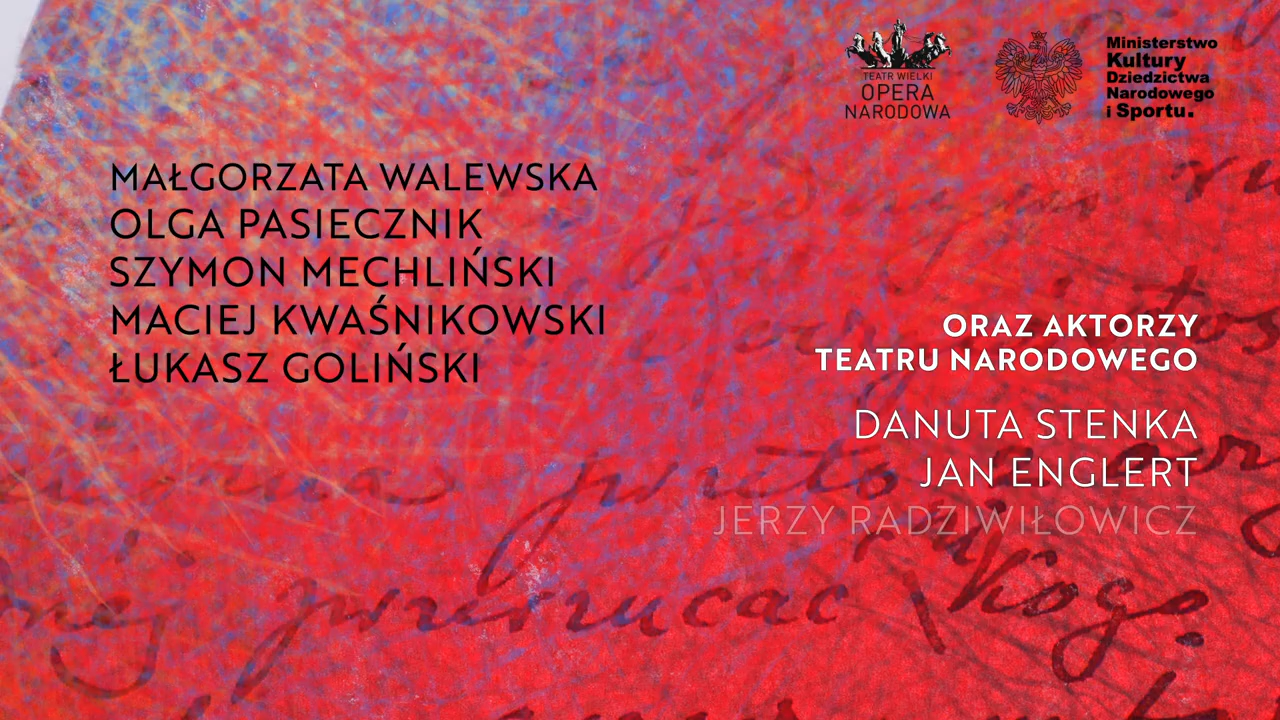 TEATR WIELKI
OPERA
NARODOWA
Ministerstwo
Kultury
Dziedzictwa
Narodowego
i Sportu.
MAŁGORZATA WALEWSKA
OLGA PASIECZNIK
SZYMON MECHLIŃSKI
MACIEJ KWAŚNIKOWSKI
ŁUKASZ GOLIŃSKI
ORAZ AKTORZY
TEATRU NARODOWEGO
DANUTA STENKA
JAN ENGLERT
JERZY RADZIWIŁOWICZ
przerzucac